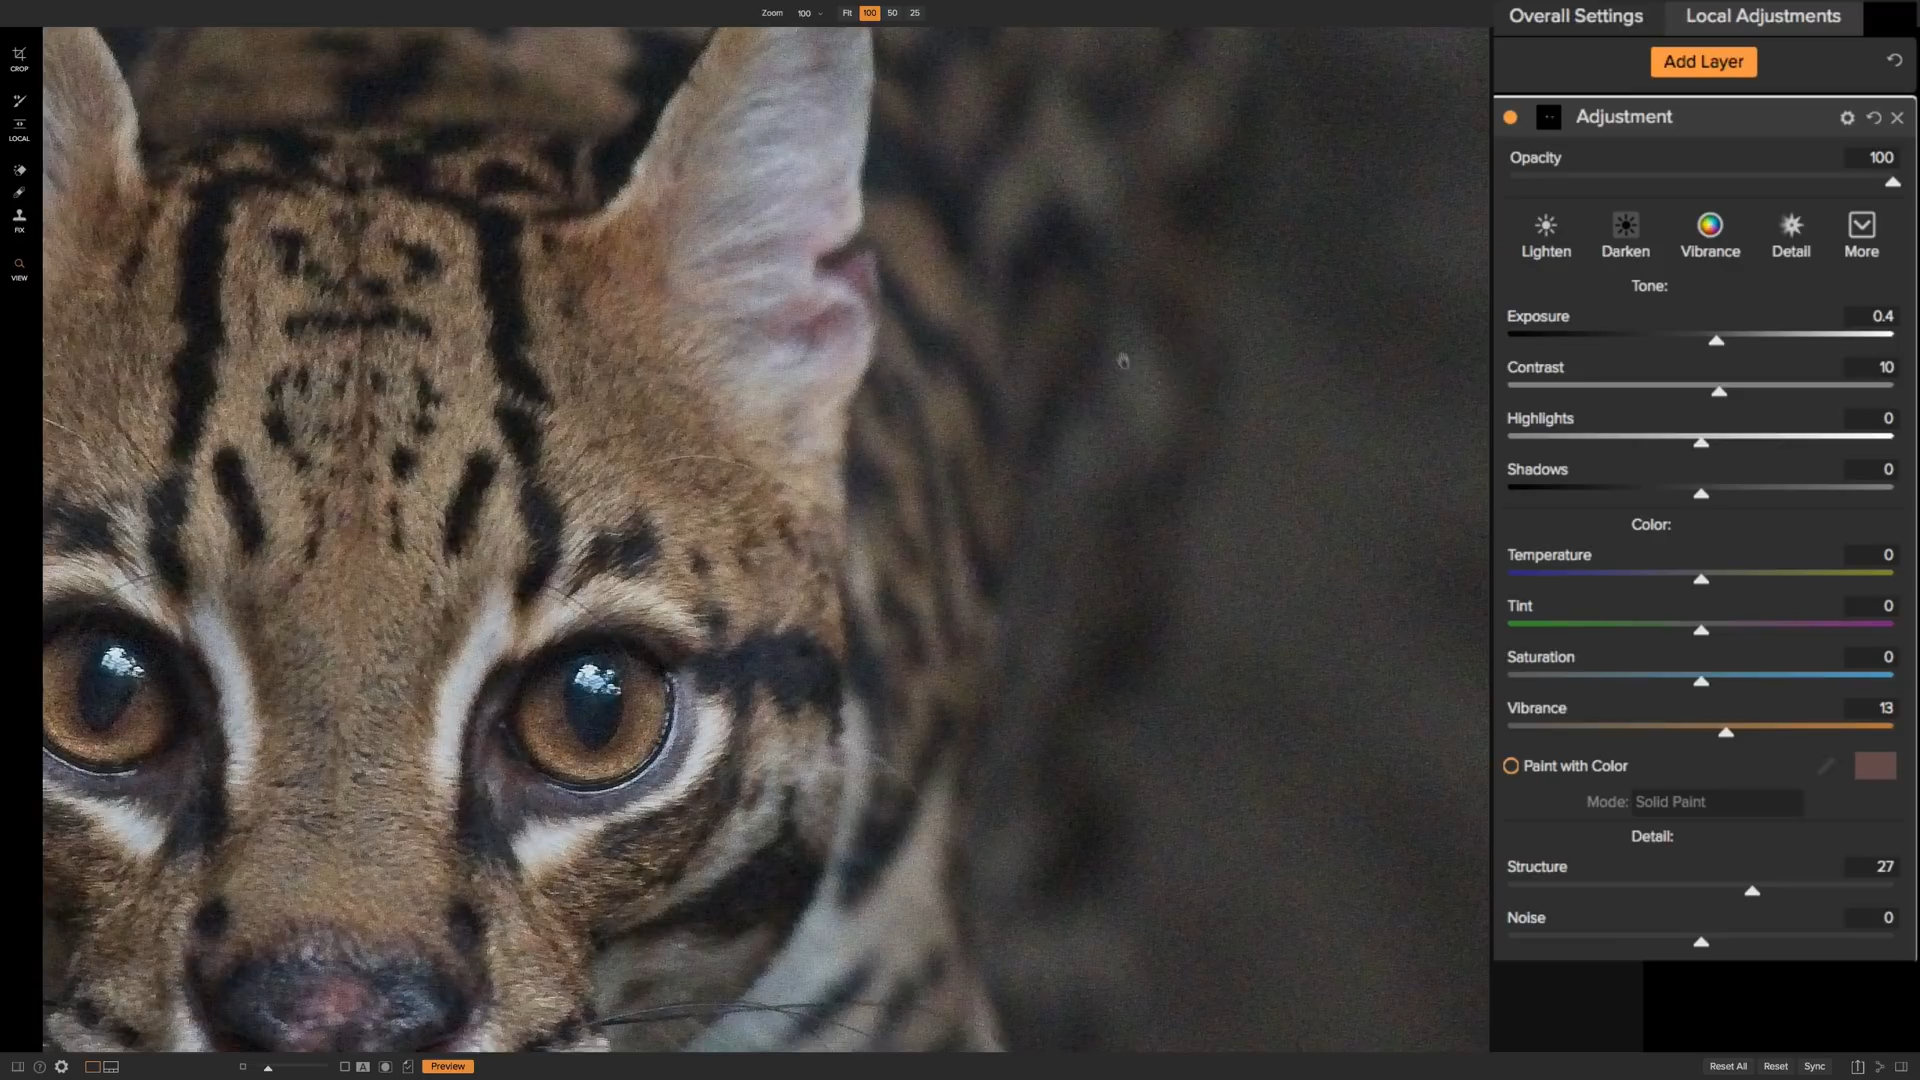 Zoom 100 Fit 100 50 25
Overall Settings Local Adjustments
Add Layer
CROP
LOCAL
FIX
VIEW
Adjustment
Opacity 100
Lighten Darken Vibrance Detail More
Tone:
Exposure 0.4
Contrast 10
Highlights 0
Shadows 0
Color:
Temperature 0
Tint 0
Saturation 0
Vibrance 13
Paint with Color
Mode: Solid Paint
Detail:
Structure 27
Noise 0
? A Preview
Reset All Reset Sync